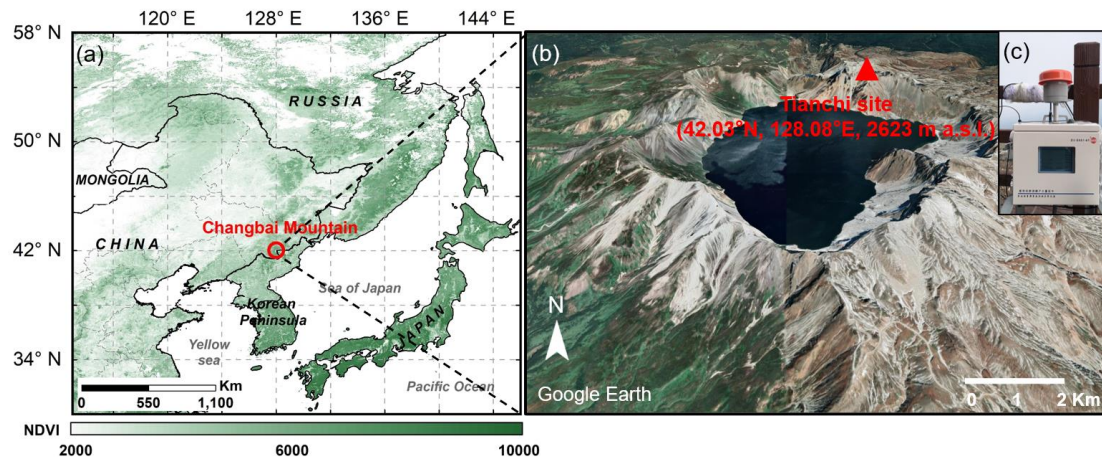 120° E
128° E
136° E
144° E
58° N
50° N
42° N
34° N
(a)
RUSSIA
MONGOLIA
CHINA
Changbai Mountain
Sea of Japan
Korean
Peninsula
JAPAN
Yellow
sea
Pacific Ocean
Km
0 550 1,100
NDVI
2000 6000 10000
(b)
Tianchi site
(42.03°N, 128.08°E, 2623 m a.s.l.)
N
Google Earth
0 1 2 Km
(c)